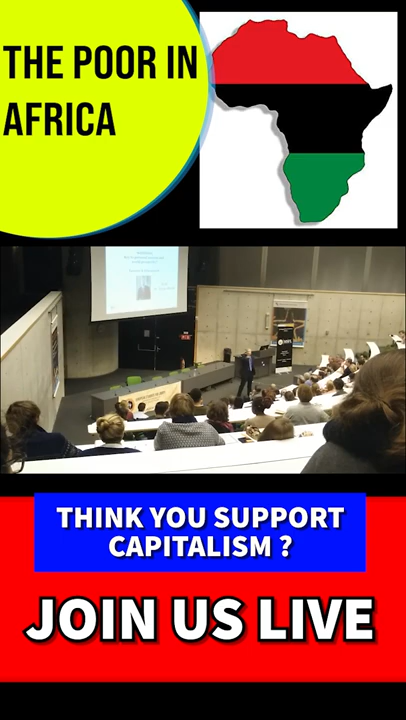 THE POOR IN
AFRICA
THINK YOU SUPPORT
CAPITALISM ?
JOIN US LIVE